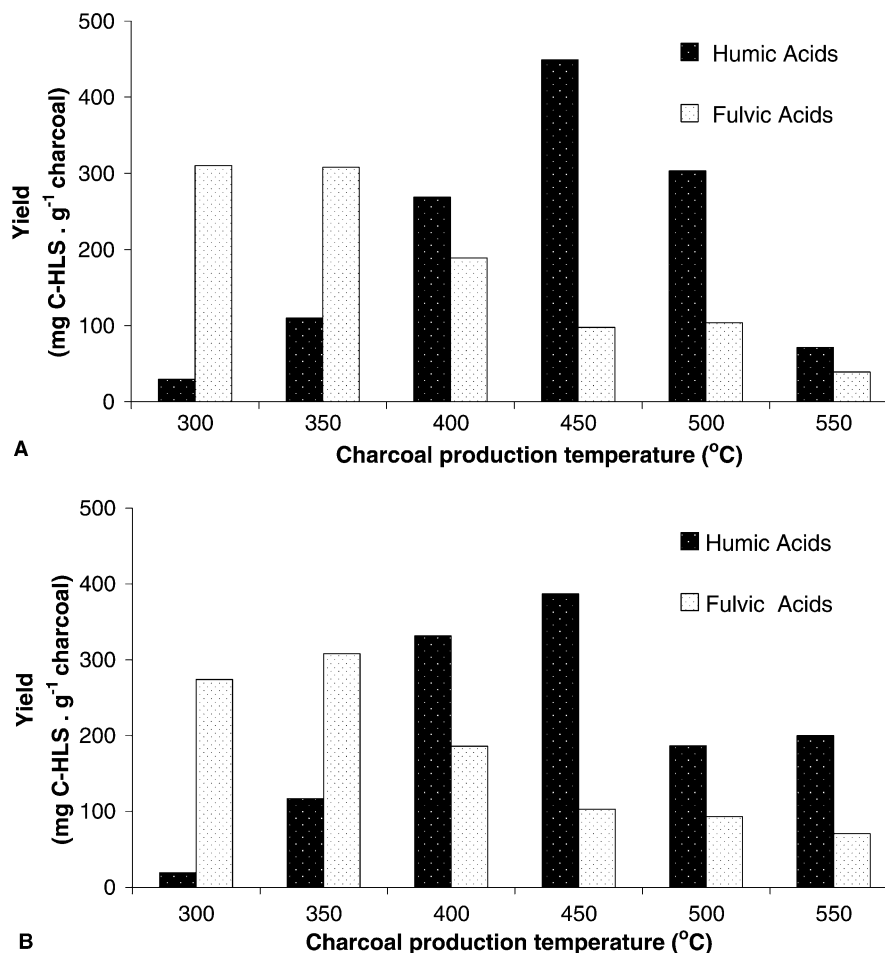 500
400
300
200
100
0
Yield
(mg C-HLS . g⁻¹ charcoal)
Humic Acids
Fulvic Acids
300 350 400 450 500 550
Charcoal production temperature (°C)
A
500
400
300
200
100
0
Yield
(mg C-HLS . g⁻¹ charcoal)
Humic Acids
Fulvic Acids
300 350 400 450 500 550
Charcoal production temperature (°C)
B